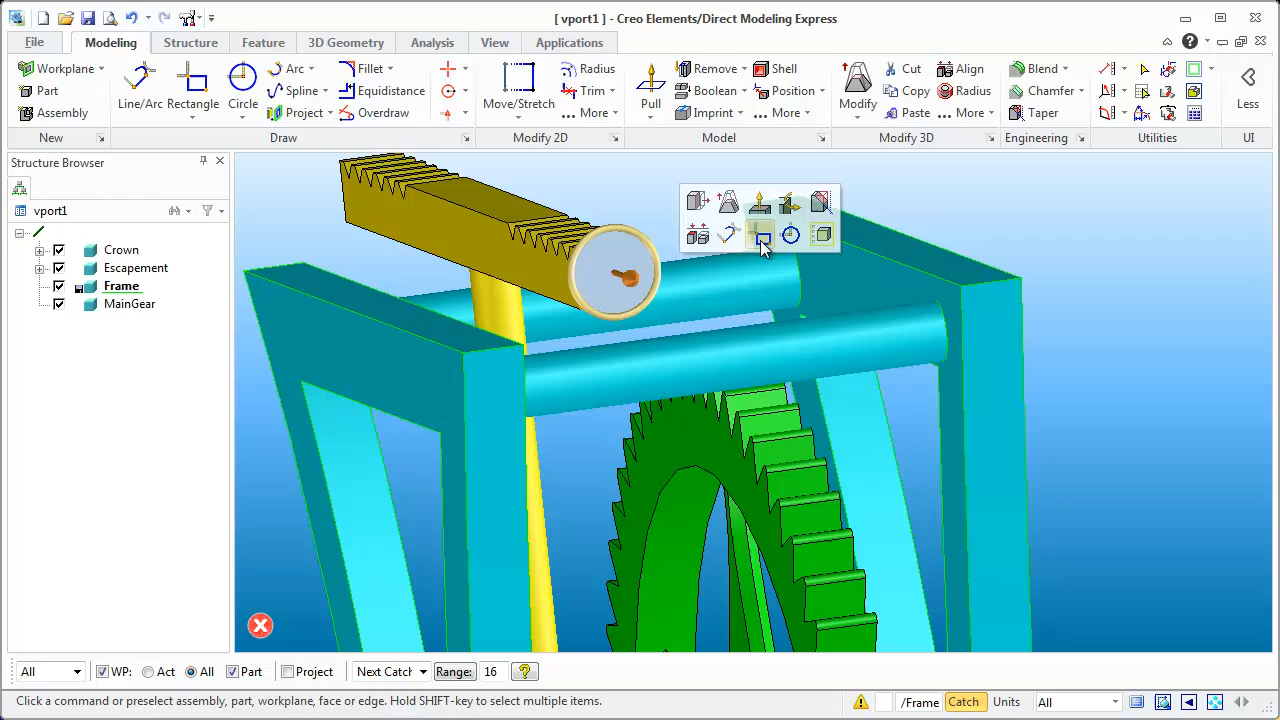 [ vport1 ] - Creo Elements/Direct Modeling Express
File Modeling Structure Feature 3D Geometry Analysis View Applications
Workplane Line/Arc Rectangle Circle Arc Fillet Move/Stretch Radius Pull Remove Shell Modify Cut Align Blend Less
Part Spline Equidistance Trim Boolean Position Copy Radius Chamfer
Assembly Project Overdraw ... More Imprint ... More Paste ... More Taper
New Draw Modify 2D Model Modify 3D Engineering Utilities UI
Structure Browser
vport1
Crown
Escapement
Frame
MainGear
All WP: Act All Part Project Next Catch Range: 16
Click a command or preselect assembly, part, workplane, face or edge. Hold SHIFT-key to select multiple items. /Frame Catch Units All